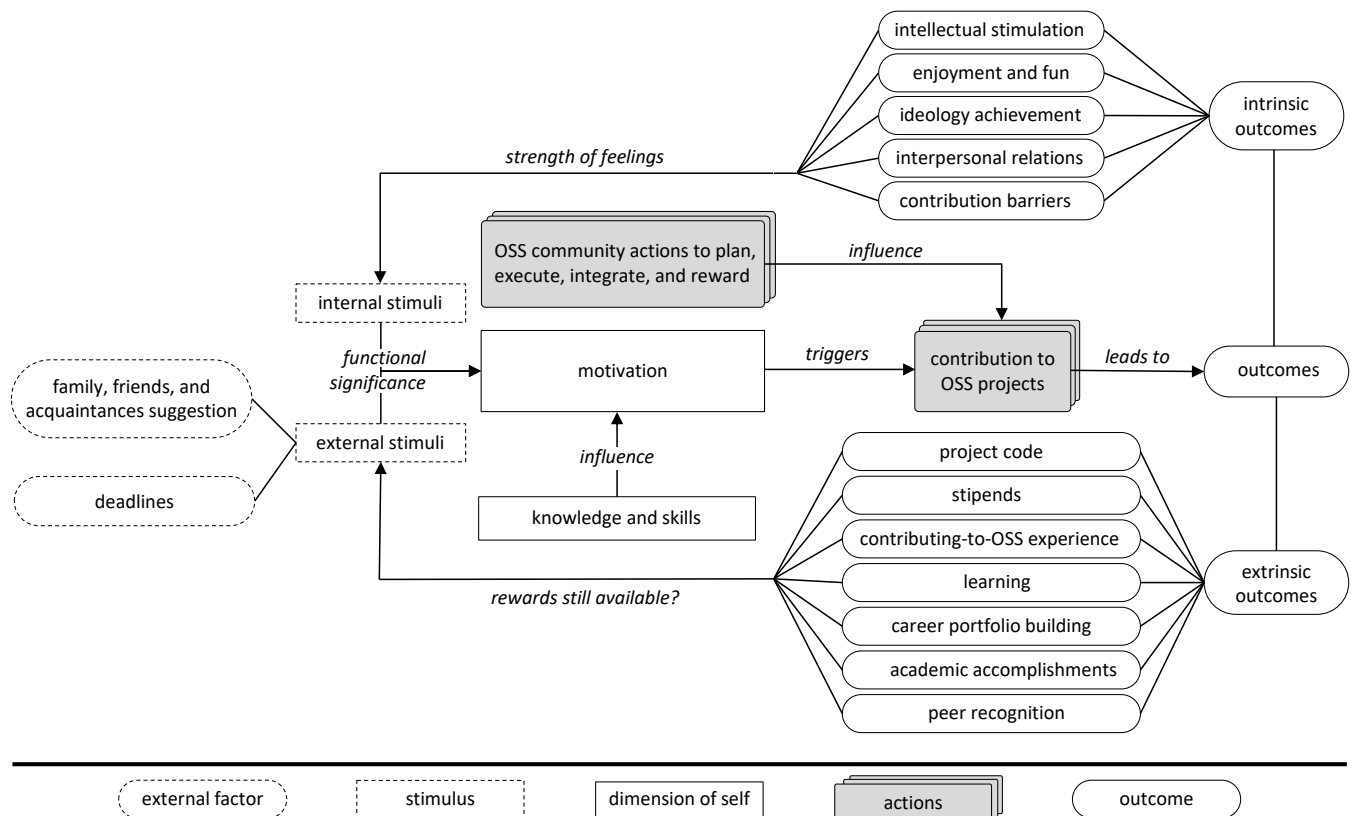 intellectual stimulation
enjoyment and fun
ideology achievement
interpersonal relations
contribution barriers
intrinsic
outcomes
strength of feelings
OSS community actions to plan,
execute, integrate, and reward
influence
internal stimuli
functional
significance
motivation
triggers
contribution to
OSS projects
leads to
outcomes
family, friends, and
acquaintances suggestion
external stimuli
deadlines
influence
knowledge and skills
rewards still available?
project code
stipends
contributing-to-OSS experience
learning
career portfolio building
academic accomplishments
peer recognition
extrinsic
outcomes
external factor
stimulus
dimension of self
actions
outcome